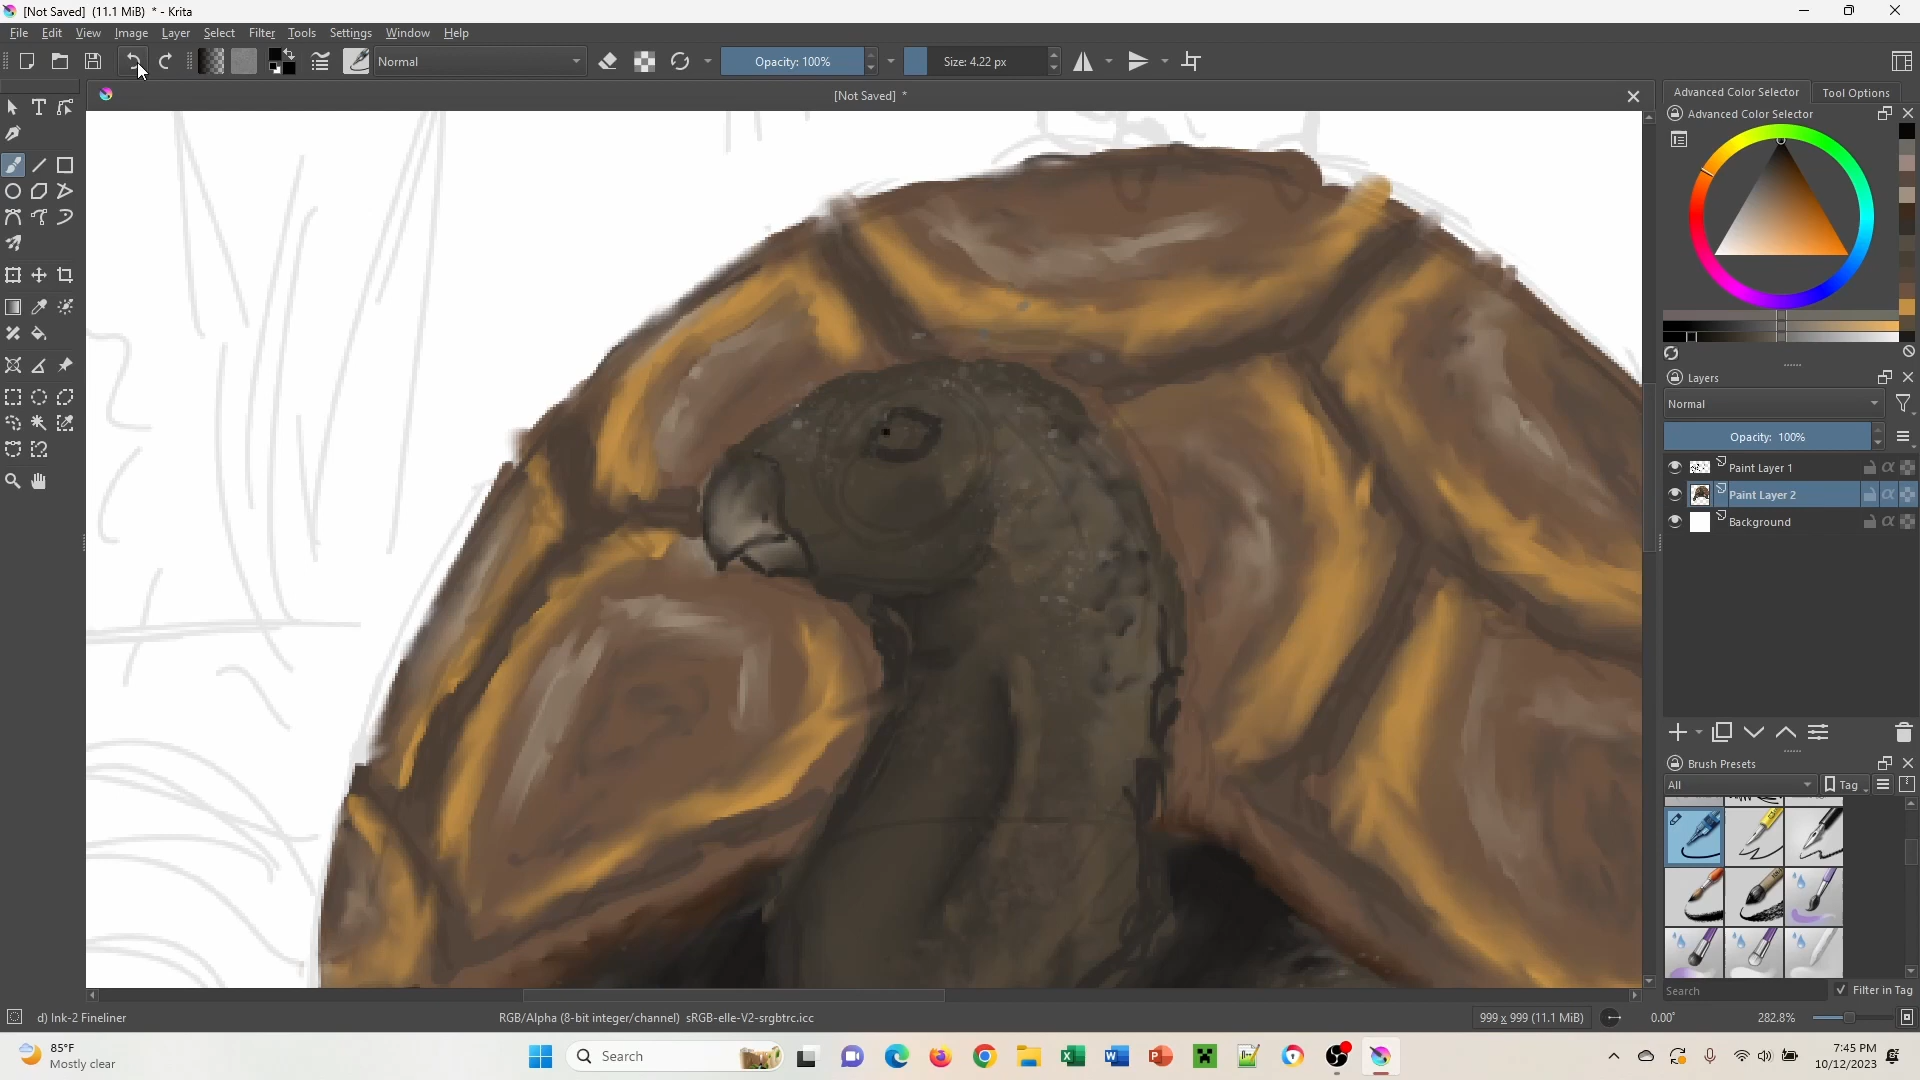 [Not Saved] (11.1 MiB) * - Krita
File Edit View Image Layer Select Filter Tools Settings Window Help
Normal
Opacity: 100%
Size: 4.22 px
[Not Saved] *
Advanced Color Selector
Tool Options
Advanced Color Selector
Layers
Normal
Opacity: 100%
Paint Layer 1
Paint Layer 2
Background
Brush Presets
All
Tag
Search
Filter in Tag
d) Ink-2 Fineliner
RGB/Alpha (8-bit integer/channel) sRGB-elle-V2-srgbtrc.icc
999 x 999 (11.1 MiB)
0.00°
282.8%
85°F
Mostly clear
Search
7:45 PM
10/12/2023